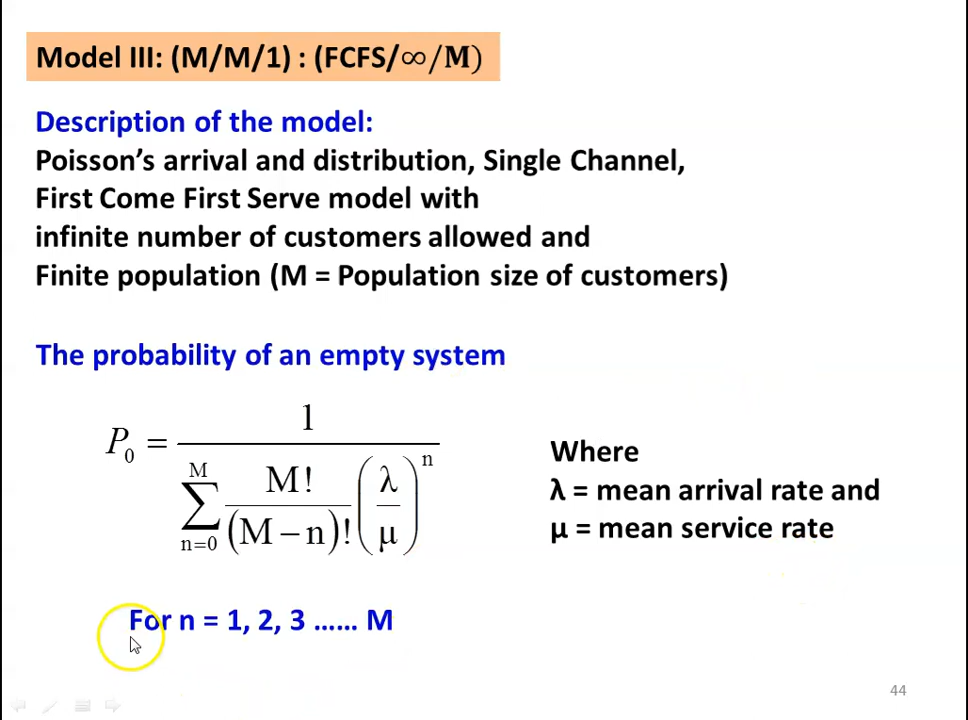 Model III: (M/M/1) : (FCFS/∞/M)
Description of the model:
Poisson's arrival and distribution, Single Channel,
First Come First Serve model with
infinite number of customers allowed and
Finite population (M = Population size of customers)
The probability of an empty system
P₀ = 1 / ∑ₙ₌₀ᴹ M!/(M − n)! (λ/μ)ⁿ
Where
λ = mean arrival rate and
μ = mean service rate
For n = 1, 2, 3 …… M
44